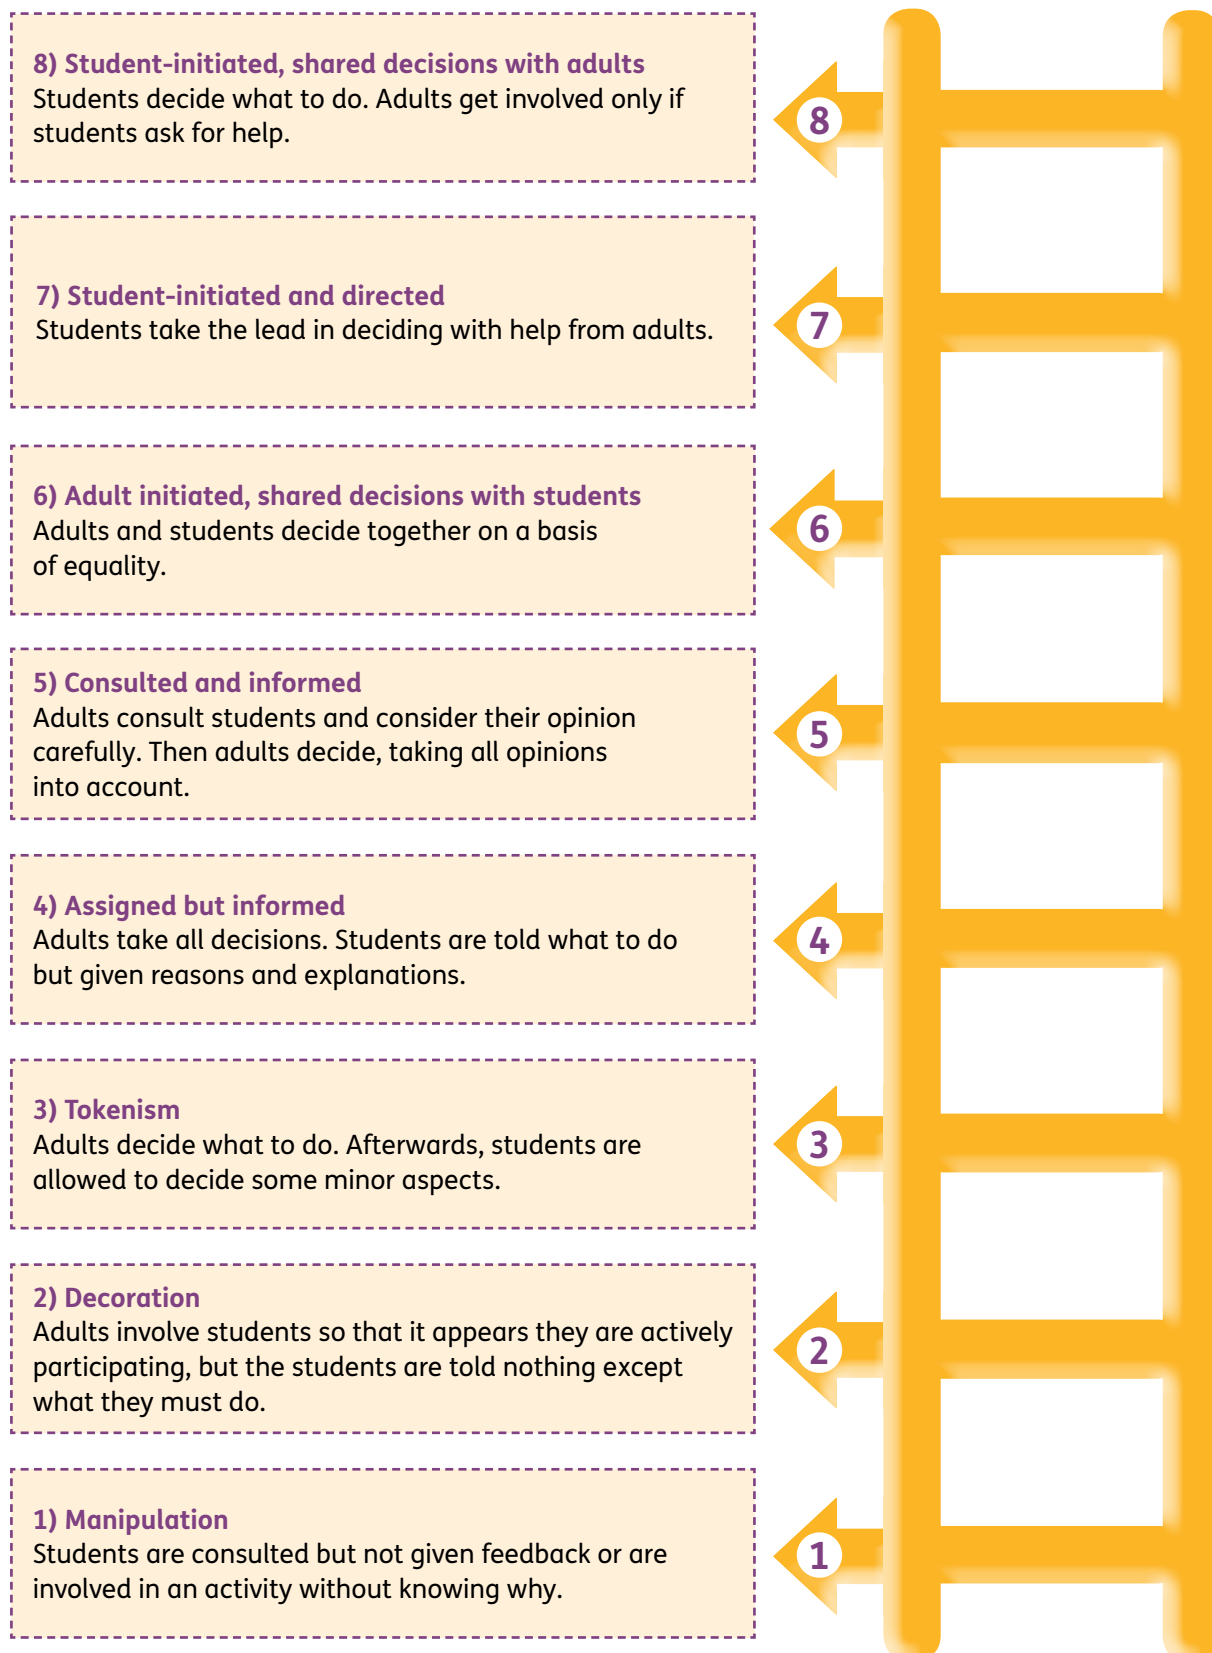 8) Student-initiated, shared decisions with adults
Students decide what to do. Adults get involved only if
students ask for help.
8
7) Student-initiated and directed
Students take the lead in deciding with help from adults.
7
6) Adult initiated, shared decisions with students
Adults and students decide together on a basis
of equality.
6
5) Consulted and informed
Adults consult students and consider their opinion
carefully. Then adults decide, taking all opinions
into account.
5
4) Assigned but informed
Adults take all decisions. Students are told what to do
but given reasons and explanations.
4
3) Tokenism
Adults decide what to do. Afterwards, students are
allowed to decide some minor aspects.
3
2) Decoration
Adults involve students so that it appears they are actively
participating, but the students are told nothing except
what they must do.
2
1) Manipulation
Students are consulted but not given feedback or are
involved in an activity without knowing why.
1